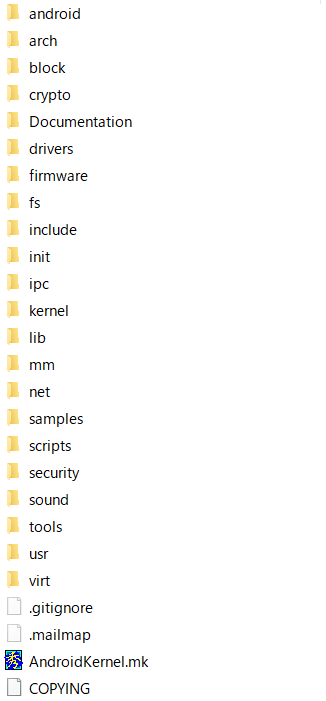 android
arch
block
crypto
Documentation
drivers
firmware
fs
include
init
ipc
kernel
lib
mm
net
samples
scripts
security
sound
tools
usr
virt
.gitignore
.mailmap
AndroidKernel.mk
COPYING